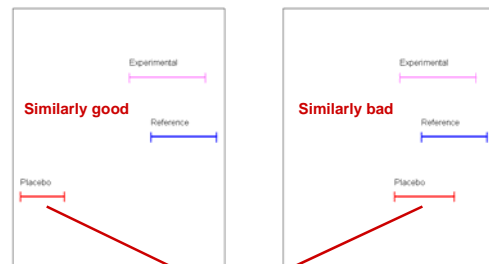 Experimental
Similarly good
Reference
Placebo
Experimental
Similarly bad
Reference
Placebo